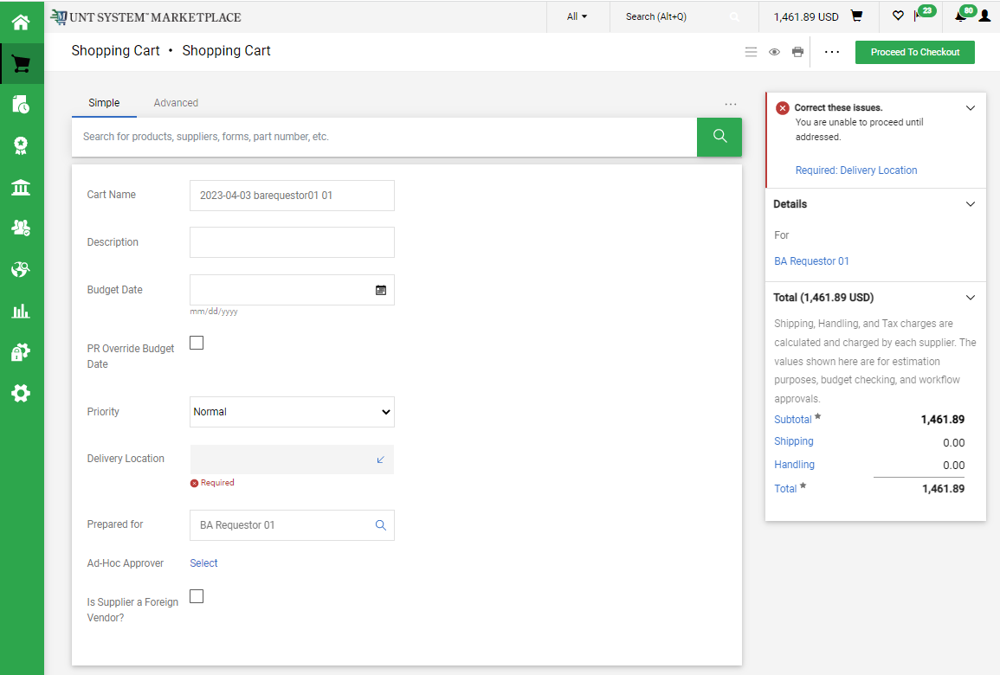 UNT SYSTEM™ MARKETPLACE
All
Search (Alt+Q)
1,461.89 USD
23
80
Shopping Cart • Shopping Cart
...
Proceed To Checkout
Simple
Advanced
...
Search for products, suppliers, forms, part number, etc.
Cart Name
2023-04-03 barequestor01 01
Description
Budget Date
mm/dd/yyyy
PR Override Budget
Date
Priority
Normal
Delivery Location
Required
Prepared for
BA Requestor 01
Ad-Hoc Approver
Select
Is Supplier a Foreign
Vendor?
Correct these issues.
You are unable to proceed until
addressed.
Required: Delivery Location
Details
For
BA Requestor 01
Total (1,461.89 USD)
Shipping, Handling, and Tax charges are
calculated and charged by each supplier. The
values shown here are for estimation
purposes, budget checking, and workflow
approvals.
Subtotal * 1,461.89
Shipping 0.00
Handling 0.00
Total * 1,461.89